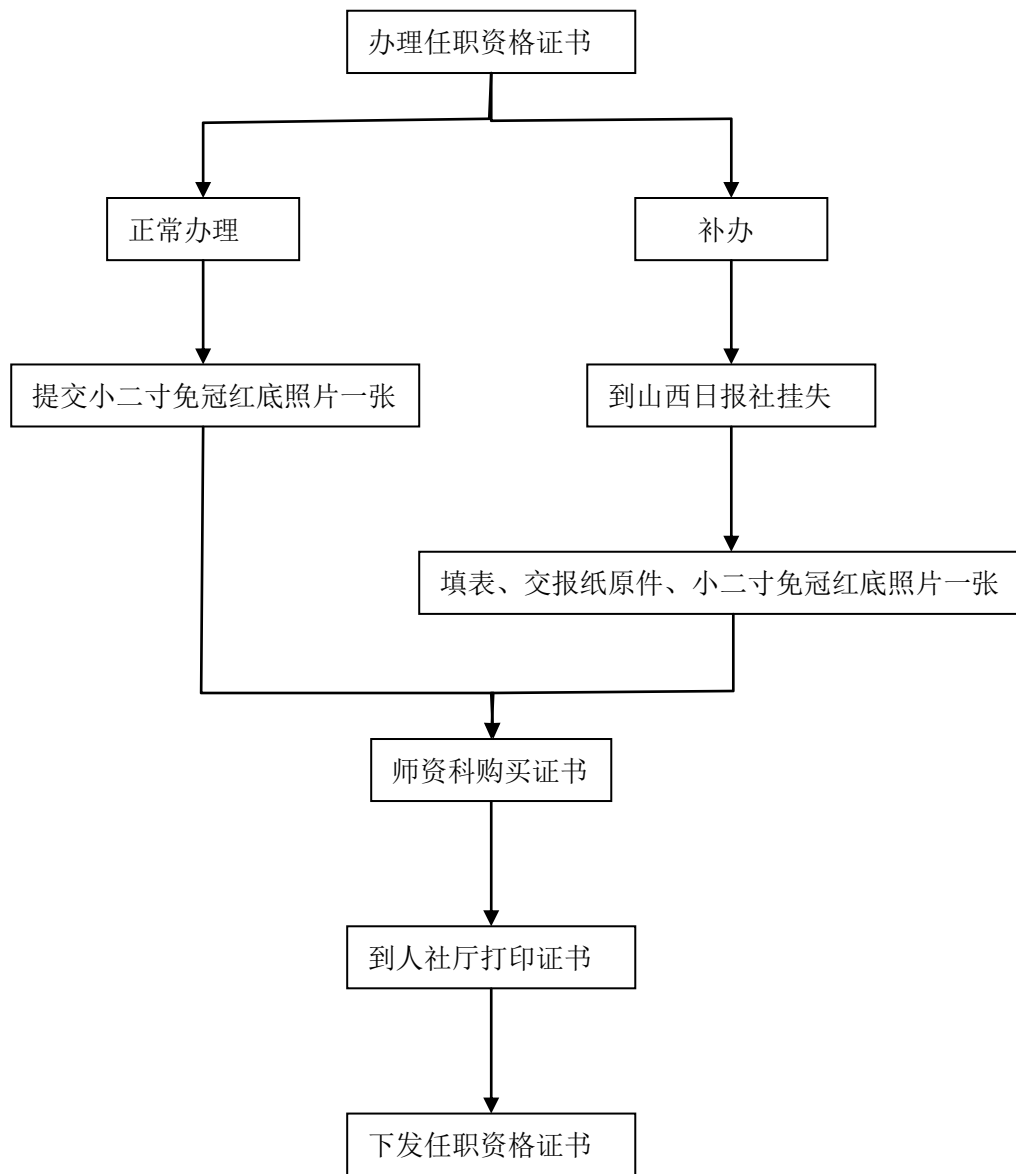 办理任职资格证书
正常办理
补办
提交小二寸免冠红底照片一张
到山西日报社挂失
填表、交报纸原件、小二寸免冠红底照片一张
师资科购买证书
到人社厅打印证书
下发任职资格证书